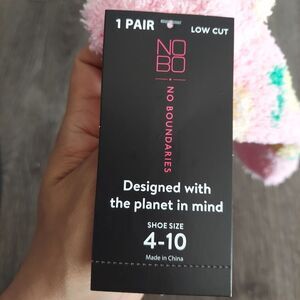 1 PAIR
LOW CUT
NO
BO
NO BOUNDARIES
Designed with
the planet in mind
SHOE SIZE
4-10
Made in China